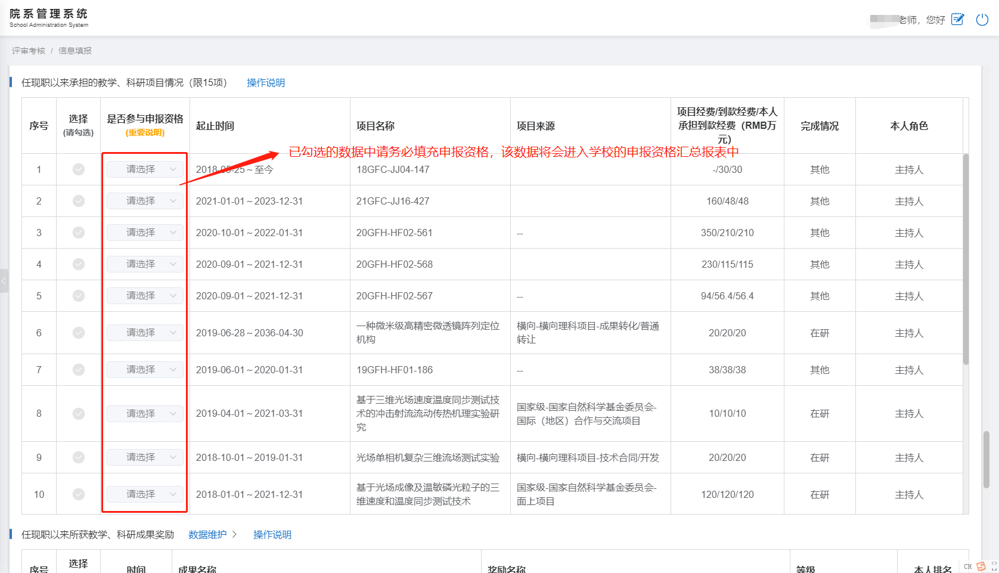 院系管理系统
School Administration System
老师，您好
评审考核 / 信息填报
任现职以来承担的教学、科研项目情况（限15项） 操作说明
序号 选择 (请勾选) 是否参与申报资格 (重要说明) 起止时间 项目名称 项目来源 项目经费/到款经费/本人承担到款经费（RMB万元） 完成情况 本人角色
已勾选的数据中请务必填充申报资格，该数据将会进入学校的申报资格汇总报表中
1 请选择 2018-05-25～至今 18GFC-JJ04-147 -/30/30 其他 主持人
2 请选择 2021-01-01～2023-12-31 21GFC-JJ16-427 160/48/48 其他 主持人
3 请选择 2020-10-01～2022-01-31 20GFH-HF02-561 -- 350/210/210 其他 主持人
4 请选择 2020-09-01～2021-12-31 20GFH-HF02-568 230/115/115 其他 主持人
5 请选择 2020-09-01～2021-12-31 20GFH-HF02-567 -- 94/56.4/56.4 其他 主持人
6 请选择 2019-06-28～2036-04-30 一种微米级高精密微透镜阵列定位机构 横向-横向理科项目-成果转化/普通转让 20/20/20 在研 主持人
7 请选择 2019-06-01～2020-01-31 19GFH-HF01-186 -- 38/38/38 其他 主持人
8 请选择 2019-04-01～2021-03-31 基于三维光场速度温度同步测试技术的冲击射流流动传热机理实验研究 国家级-国家自然科学基金委员会-国际（地区）合作与交流项目 10/10/10 在研 主持人
9 请选择 2018-10-01～2019-01-31 光场单相机复杂三维流场测试实验 横向-横向理科项目-技术合同/开发 20/20/20 在研 主持人
10 请选择 2018-01-01～2021-12-31 基于光场成像及温敏磷光粒子的三维速度和温度同步测试技术 国家级-国家自然科学基金委员会-面上项目 120/120/120 在研 主持人
任现职以来所获教学、科研成果奖励 数据维护 > 操作说明
序号 选择 时间 成果名称 奖励名称 等级 本人排名
CH